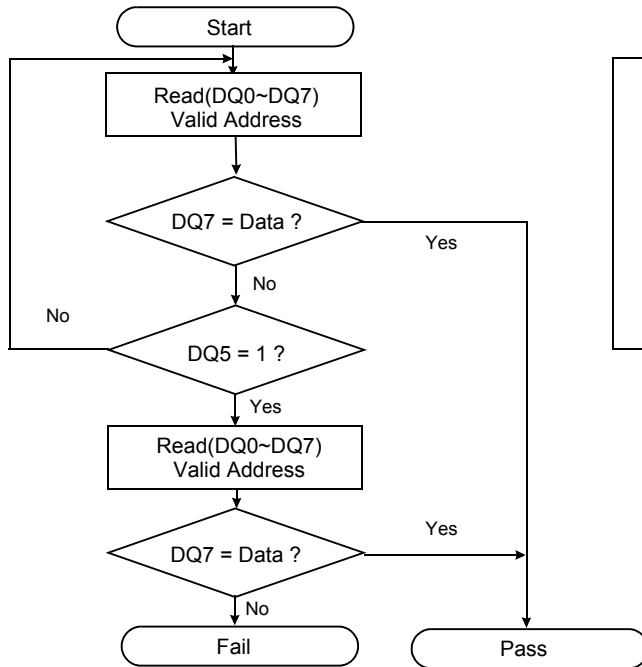 Start
Read(DQ0~DQ7)
Valid Address
DQ7 = Data ?
Yes
No
No
DQ5 = 1 ?
Yes
Read(DQ0~DQ7)
Valid Address
Yes
DQ7 = Data ?
No
Fail
Pass